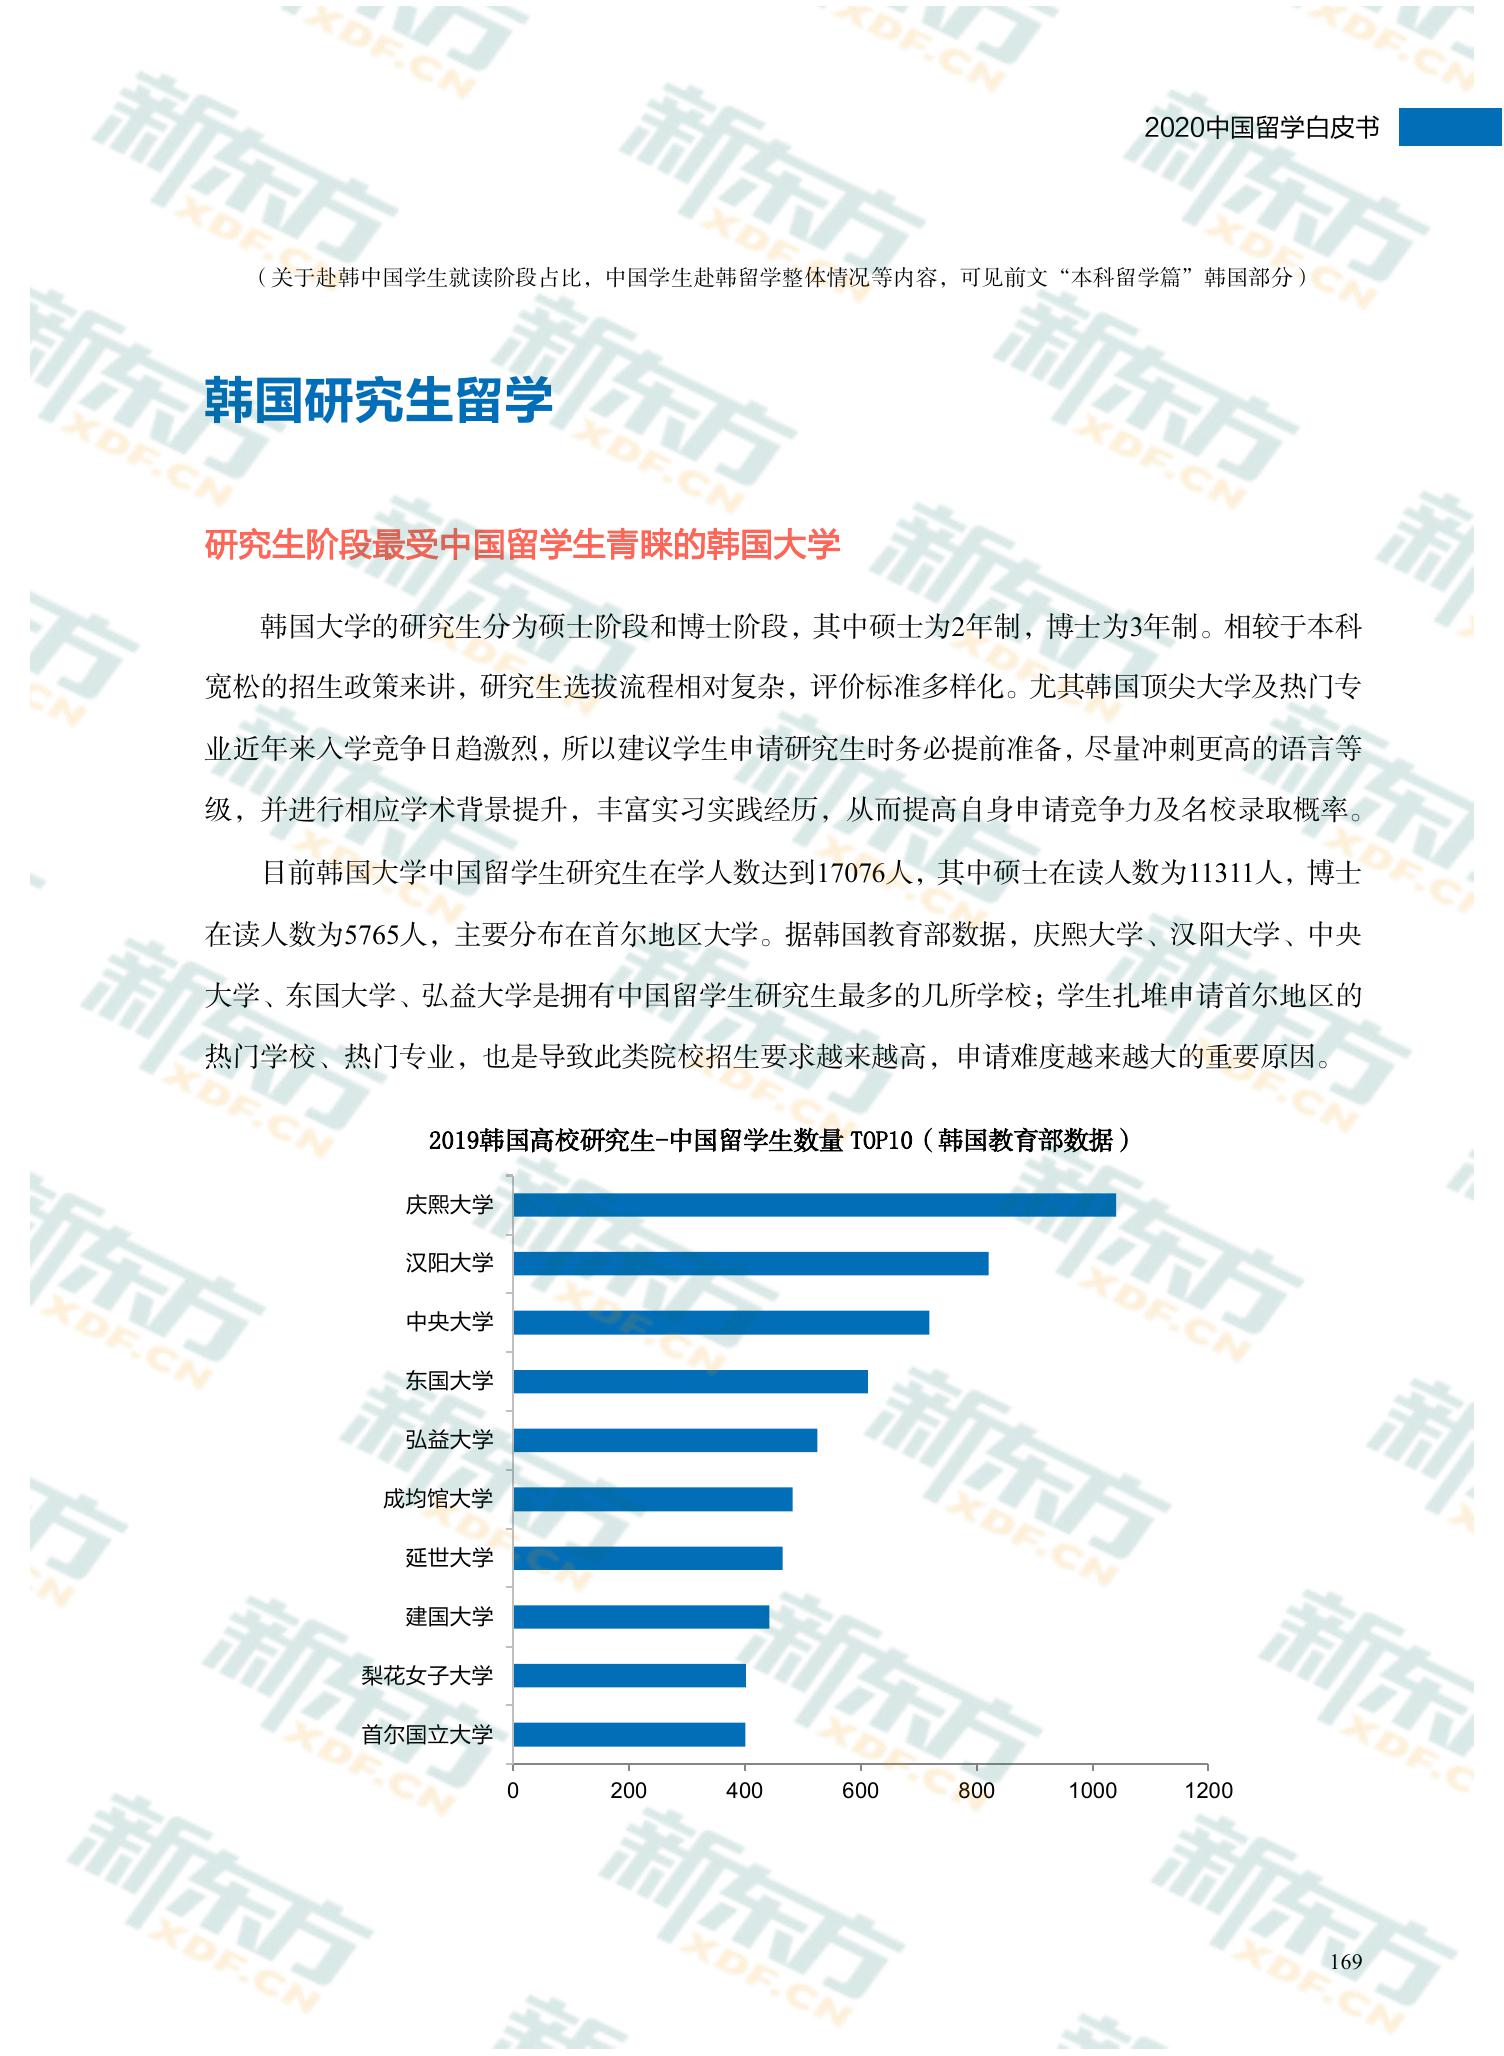 2020中国留学白皮书
（关于赴韩中国学生就读阶段占比，中国学生赴韩留学整体情况等内容，可见前文“本科留学篇”韩国部分）
韩国研究生留学
研究生阶段最受中国留学生青睐的韩国大学
韩国大学的研究生分为硕士阶段和博士阶段，其中硕士为2年制，博士为3年制。相较于本科
宽松的招生政策来讲，研究生选拔流程相对复杂，评价标准多样化。尤其韩国顶尖大学及热门专
业近年来入学竞争日趋激烈，所以建议学生申请研究生时务必提前准备，尽量冲刺更高的语言等
级，并进行相应学术背景提升，丰富实习实践经历，从而提高自身申请竞争力及名校录取概率。
目前韩国大学中国留学生研究生在学人数达到17076人，其中硕士在读人数为11311人，博士
在读人数为5765人，主要分布在首尔地区大学。据韩国教育部数据，庆熙大学、汉阳大学、中央
大学、东国大学、弘益大学是拥有中国留学生研究生最多的几所学校；学生扎堆申请首尔地区的
热门学校、热门专业，也是导致此类院校招生要求越来越高，申请难度越来越大的重要原因。
2019韩国高校研究生-中国留学生数量 TOP10（韩国教育部数据）
庆熙大学
汉阳大学
中央大学
东国大学
弘益大学
成均馆大学
延世大学
建国大学
梨花女子大学
首尔国立大学
0 200 400 600 800 1000 1200
169
新东方
XDF.CN